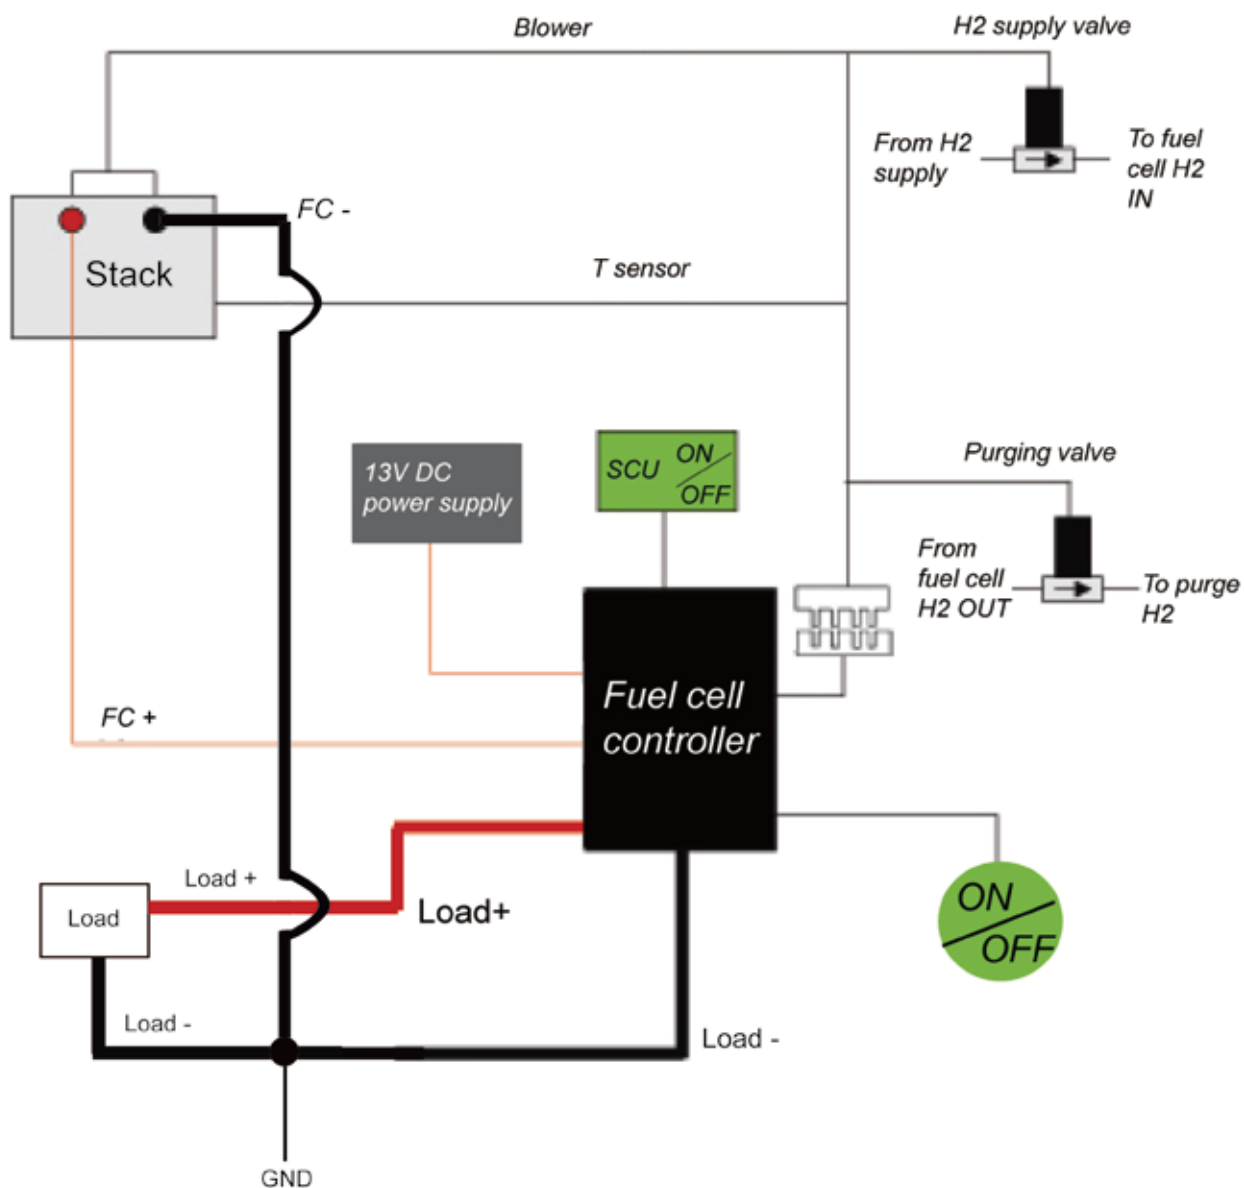 Blower
H2 supply valve
From H2
supply
To fuel
cell H2
IN
FC -
Stack
T sensor
13V DC
power supply
SCU
ON
OFF
Purging valve
From
fuel cell
H2 OUT
To purge
H2
Fuel cell
controller
FC +
Load +
Load
Load+
ON
OFF
Load -
Load -
GND